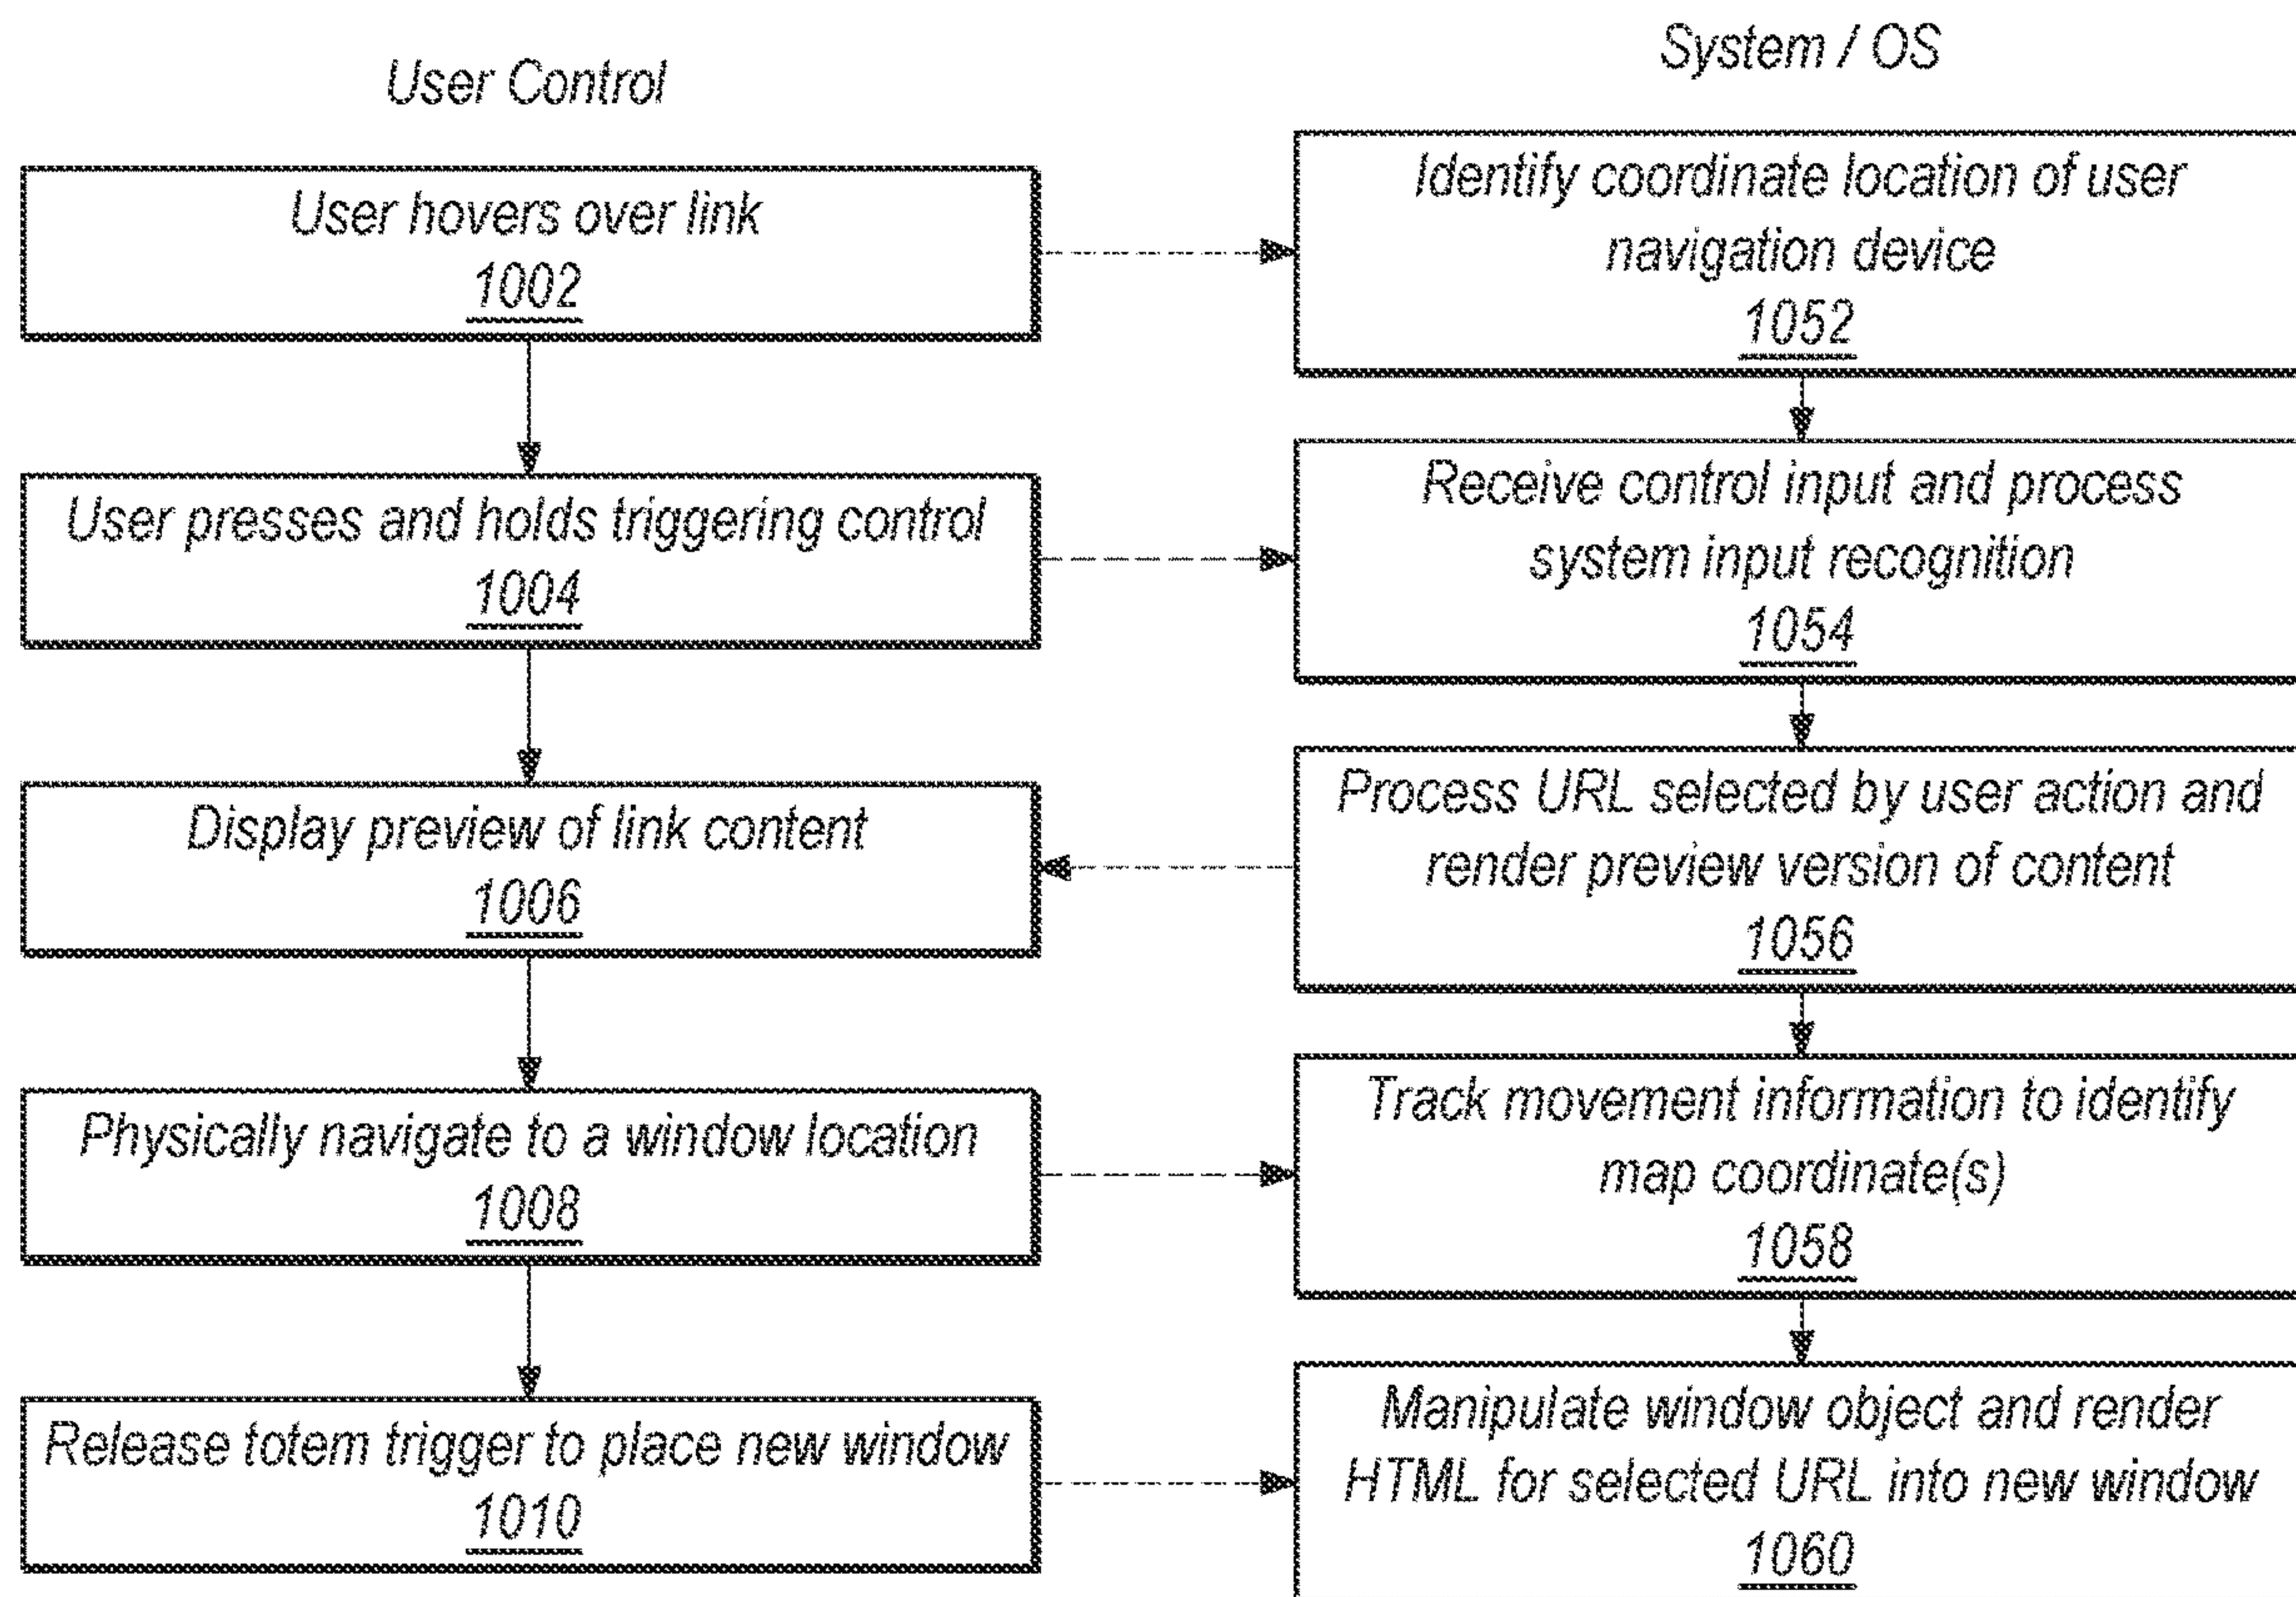 User Control
User hovers over link
1002
User presses and holds triggering control
1004
Display preview of link content
1006
Physically navigate to a window location
1008
Release totem trigger to place new window
1010
System / OS
Identify coordinate location of user
navigation device
1052
Receive control input and process
system input recognition
1054
Process URL selected by user action and
render preview version of content
1056
Track movement information to identify
map coordinate(s)
1058
Manipulate window object and render
HTML for selected URL into new window
1060